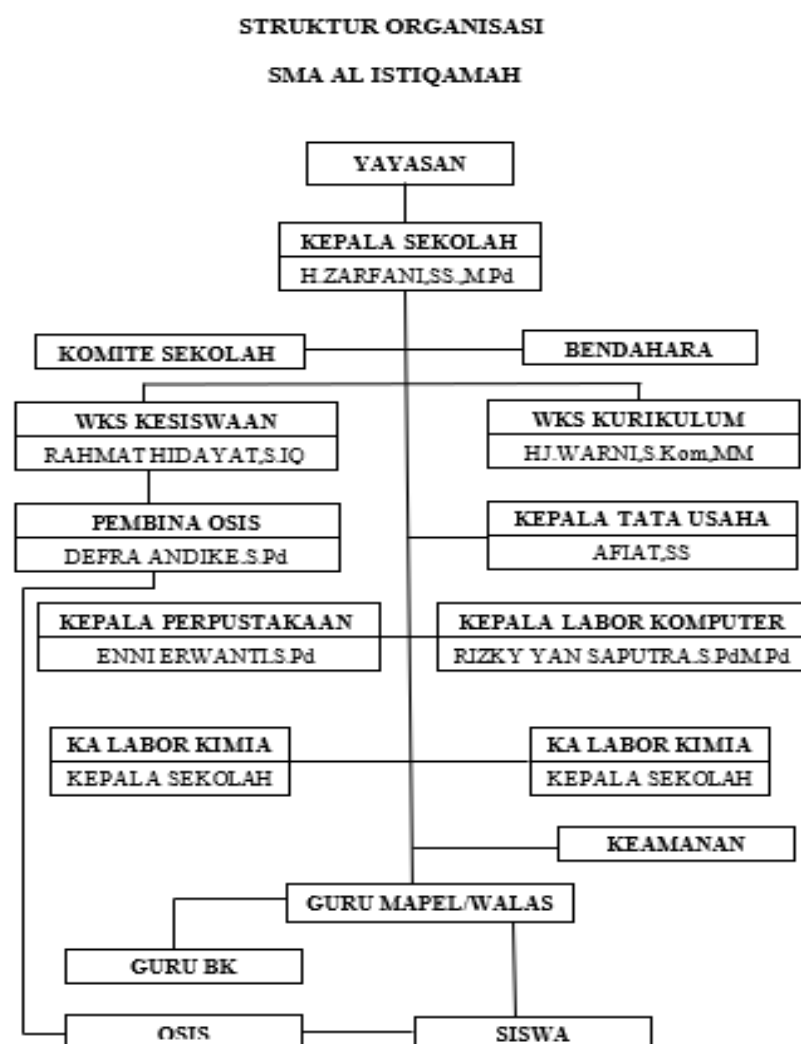 STRUKTUR ORGANISASI
SMA AL ISTIQAMAH
YAYASAN
KEPALA SEKOLAH
H.ZARFANI,SS.,M.Pd
KOMITE SEKOLAH
BENDAHARA
WKS KESISWAAN
RAHMAT HIDAYAT,S.IQ
WKS KURIKULUM
HJ.WARNI,S.Kom,MM
PEMBINA OSIS
DEFRA ANDIKE.S.Pd
KEPALA TATA USAHA
AFIAT,SS
KEPALA PERPUSTAKAAN
ENNI ERWANTI.S.Pd
KEPALA LABOR KOMPUTER
RIZKY YAN SAPUTRA.S.PdM.Pd
KA LABOR KIMIA
KEPALA SEKOLAH
KA LABOR KIMIA
KEPALA SEKOLAH
KEAMANAN
GURU MAPEL/WALAS
GURU BK
OSIS
SISWA